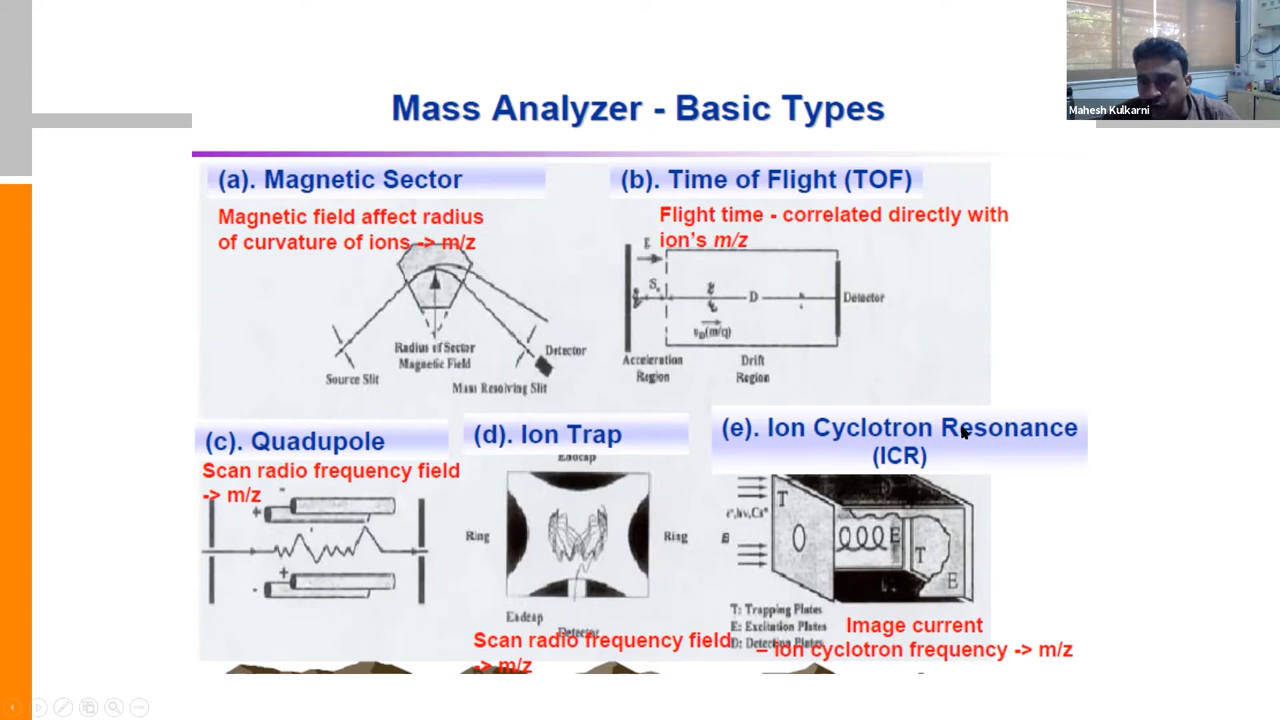 Mahesh Kulkarni
Mass Analyzer - Basic Types
(a). Magnetic Sector
Magnetic field affect radius
of curvature of ions -> m/z
Radius of Sector
Magnetic Field
Source Slit
Detector
Mass Resolving Slit
(b). Time of Flight (TOF)
Flight time - correlated directly with
ion's m/z
E
S
D
Detector
Acceleration
Region
Drift
Region
(c). Quadupole
Scan radio frequency field
-> m/z
-
+
+
-
(d). Ion Trap
Endcap
Ring
Ring
Endcap
Detector
Scan radio frequency field
-> m/z
(e). Ion Cyclotron Resonance
(ICR)
T
B
E
T
E
T: Trapping Plates
E: Excitation Plates
D: Detection Plates
Image current
– ion cyclotron frequency -> m/z